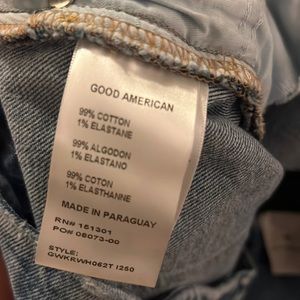 GOOD AMERICAN
99% COTTON
1% ELASTANE
99% ALGODON
1% ELASTANO
99% COTON
1% ELASTHANNE
MADE IN PARAGUAY
RN# 151301
PO# 08073-00
STYLE:
GWKRWH062T I250